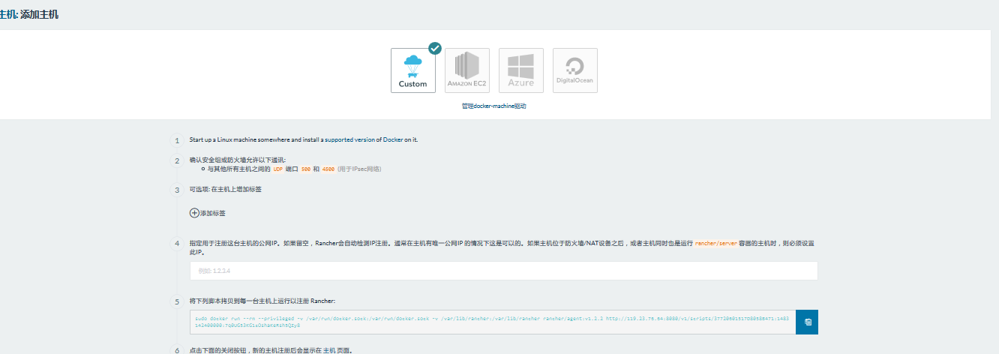 主机: 添加主机
Custom
AMAZON EC2
Azure
DigitalOcean
管理docker-machine驱动
1 Start up a Linux machine somewhere and install a supported version of Docker on it.
2 确认安全组或防火墙允许以下通讯:
与其他所有主机之间的 UDP 端口 500 和 4500 (用于IPsec网络)
3 可选项: 在主机上增加标签
添加标签
4 指定用于注册这台主机的公网IP。如果留空，Rancher会自动检测IP注册。通常在主机有唯一公网IP 的情况下这是可以的。如果主机位于防火墙/NAT设备之后，或者主机同时也是运行 rancher/server 容器的主机时，则必须设置
此IP。
例如: 1.2.3.4
5 将下列脚本拷贝到每一台主机上运行以注册 Rancher:
sudo docker run --rm --privileged -v /var/run/docker.sock:/var/run/docker.sock -v /var/lib/rancher:/var/lib/rancher rancher/agent:v1.2.2
6 点击下面的关闭按钮，新的主机注册后会显示在 主机 页面。